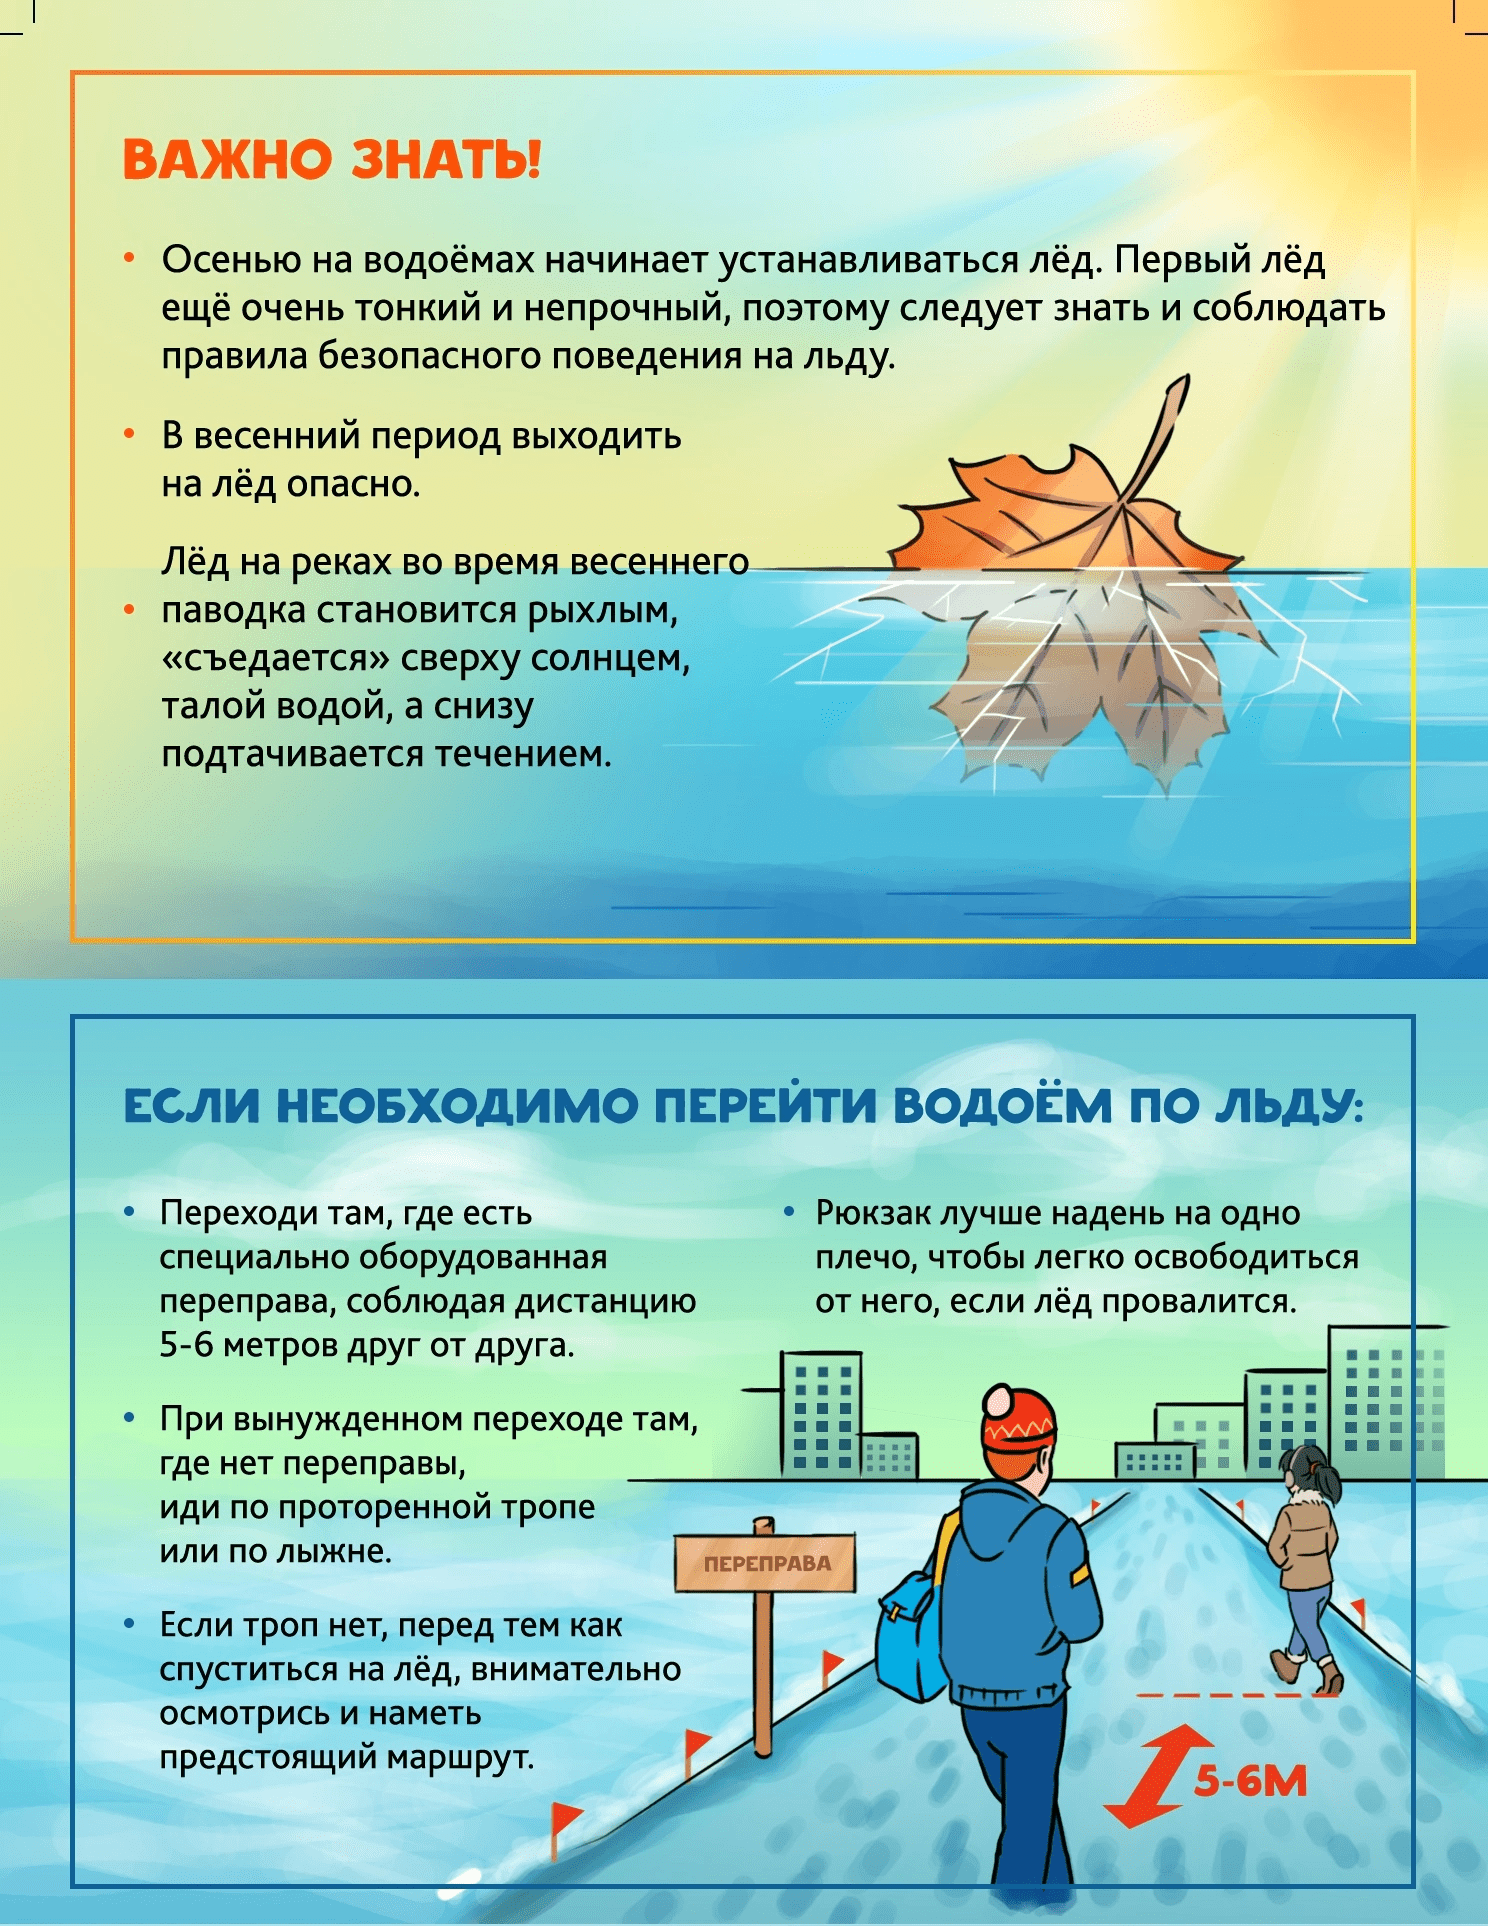 ВАЖНО ЗНАТЬ!
• Осенью на водоёмах начинает устанавливаться лёд. Первый лёд
ещё очень тонкий и непрочный, поэтому следует знать и соблюдать
правила безопасного поведения на льду.
• В весенний период выходить
на лёд опасно.
Лёд на реках во время весеннего
• паводка становится рыхлым,
«съедается» сверху солнцем,
талой водой, а снизу
подтачивается течением.
ЕСЛИ НЕОБХОДИМО ПЕРЕЙТИ ВОДОЁМ ПО ЛЬДУ:
• Переходи там, где есть
специально оборудованная
переправа, соблюдая дистанцию
5-6 метров друг от друга.
• При вынужденном переходе там,
где нет переправы,
иди по проторенной тропе
или по лыжне.
• Если троп нет, перед тем как
спуститься на лёд, внимательно
осмотрись и наметь
предстоящий маршрут.
• Рюкзак лучше надень на одно
плечо, чтобы легко освободиться
от него, если лёд провалится.
ПЕРЕПРАВА
5-6М